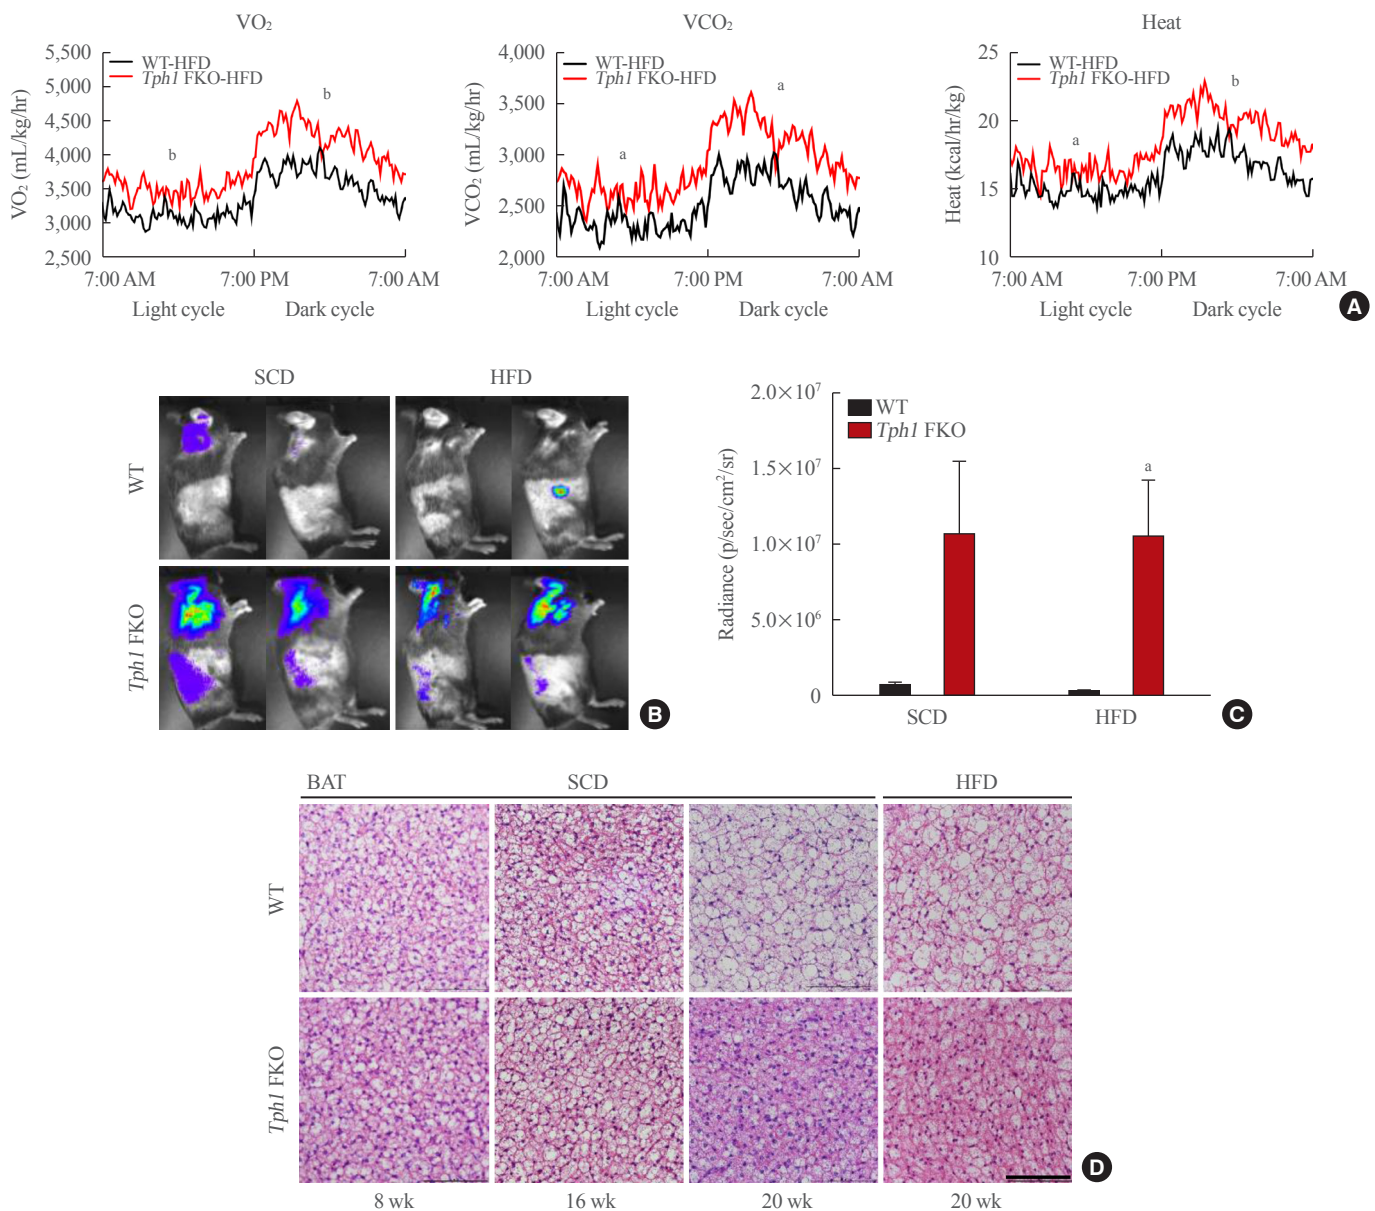 VO₂
5,500
5,000
4,500
4,000
3,500
3,000
2,500
VO₂ (mL/kg/hr)
WT-HFD
Tph1 FKO-HFD
b
b
7:00 AM
7:00 PM
7:00 AM
Light cycle
Dark cycle
VCO₂
4,000
3,500
3,000
2,500
2,000
VCO₂ (mL/kg/hr)
WT-HFD
Tph1 FKO-HFD
a
a
7:00 AM
7:00 PM
7:00 AM
Light cycle
Dark cycle
Heat
25
20
15
10
Heat (kcal/hr/kg)
WT-HFD
Tph1 FKO-HFD
b
a
7:00 AM
7:00 PM
7:00 AM
Light cycle
Dark cycle
A
SCD
HFD
WT
Tph1 FKO
B
2.0×10⁷
1.5×10⁷
1.0×10⁷
5.0×10⁶
0
Radiance (p/sec/cm²/sr)
WT
Tph1 FKO
a
SCD
HFD
C
BAT
SCD
HFD
WT
Tph1 FKO
D
8 wk
16 wk
20 wk
20 wk